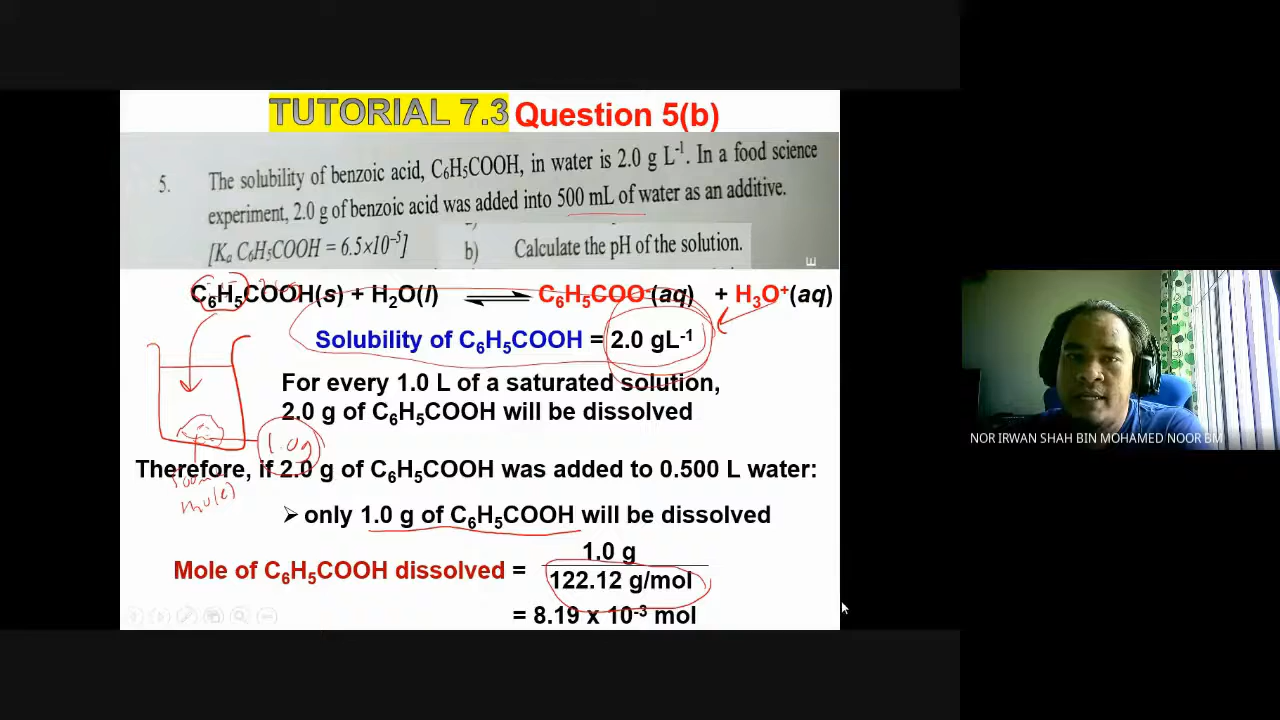 TUTORIAL 7.3 Question 5(b)
5. The solubility of benzoic acid, C₆H₅COOH, in water is 2.0 g L⁻¹. In a food science
experiment, 2.0 g of benzoic acid was added into 500 mL of water as an additive.
[Kₐ C₆H₅COOH = 6.5×10⁻⁵] b) Calculate the pH of the solution.
C₆H₅COOH(s) + H₂O(l) ⇌ C₆H₅COO⁻(aq) + H₃O⁺(aq)
Solubility of C₆H₅COOH = 2.0 gL⁻¹
For every 1.0 L of a saturated solution,
2.0 g of C₆H₅COOH will be dissolved
1.0g
Therefore, if 2.0 g of C₆H₅COOH was added to 0.500 L water:
➢ only 1.0 g of C₆H₅COOH will be dissolved
1.0 g
Mole of C₆H₅COOH dissolved = 122.12 g/mol
= 8.19 x 10⁻³ mol
NOR IRWAN SHAH BIN MOHAMED NOOR BM